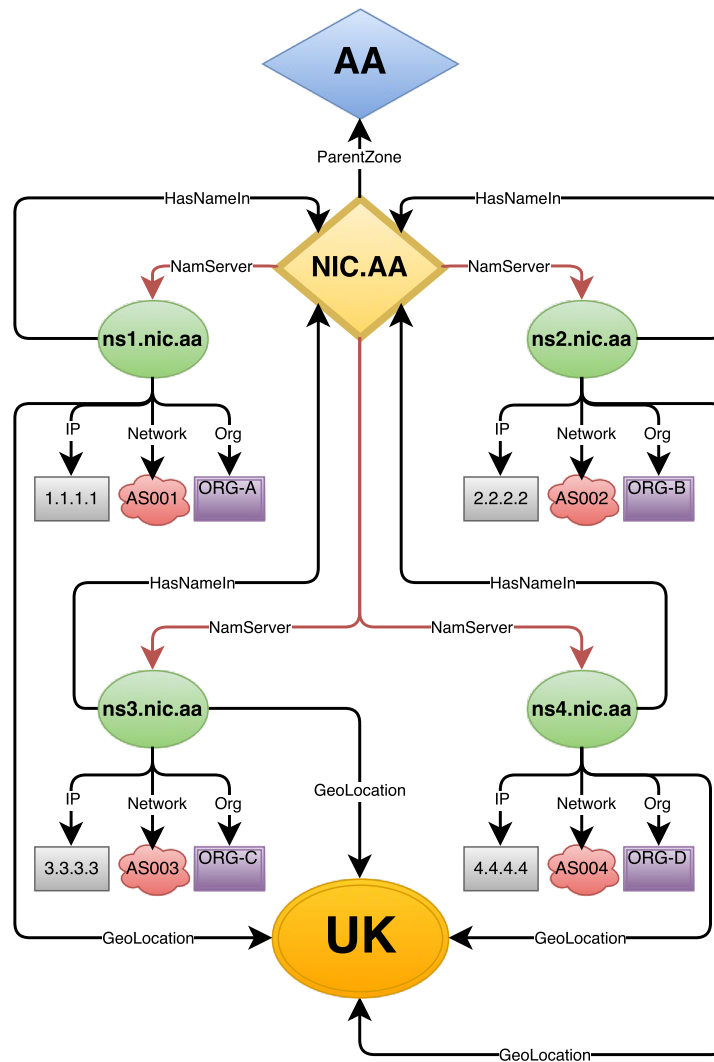 AA
ParentZone
HasNameIn
HasNameIn
NIC.AA
NamServer
NamServer
ns1.nic.aa
ns2.nic.aa
IP
Network
Org
IP
Network
Org
1.1.1.1
AS001
ORG-A
2.2.2.2
AS002
ORG-B
HasNameIn
HasNameIn
NamServer
NamServer
ns3.nic.aa
ns4.nic.aa
GeoLocation
IP
Network
Org
IP
Network
Org
3.3.3.3
AS003
ORG-C
4.4.4.4
AS004
ORG-D
GeoLocation
UK
GeoLocation
GeoLocation